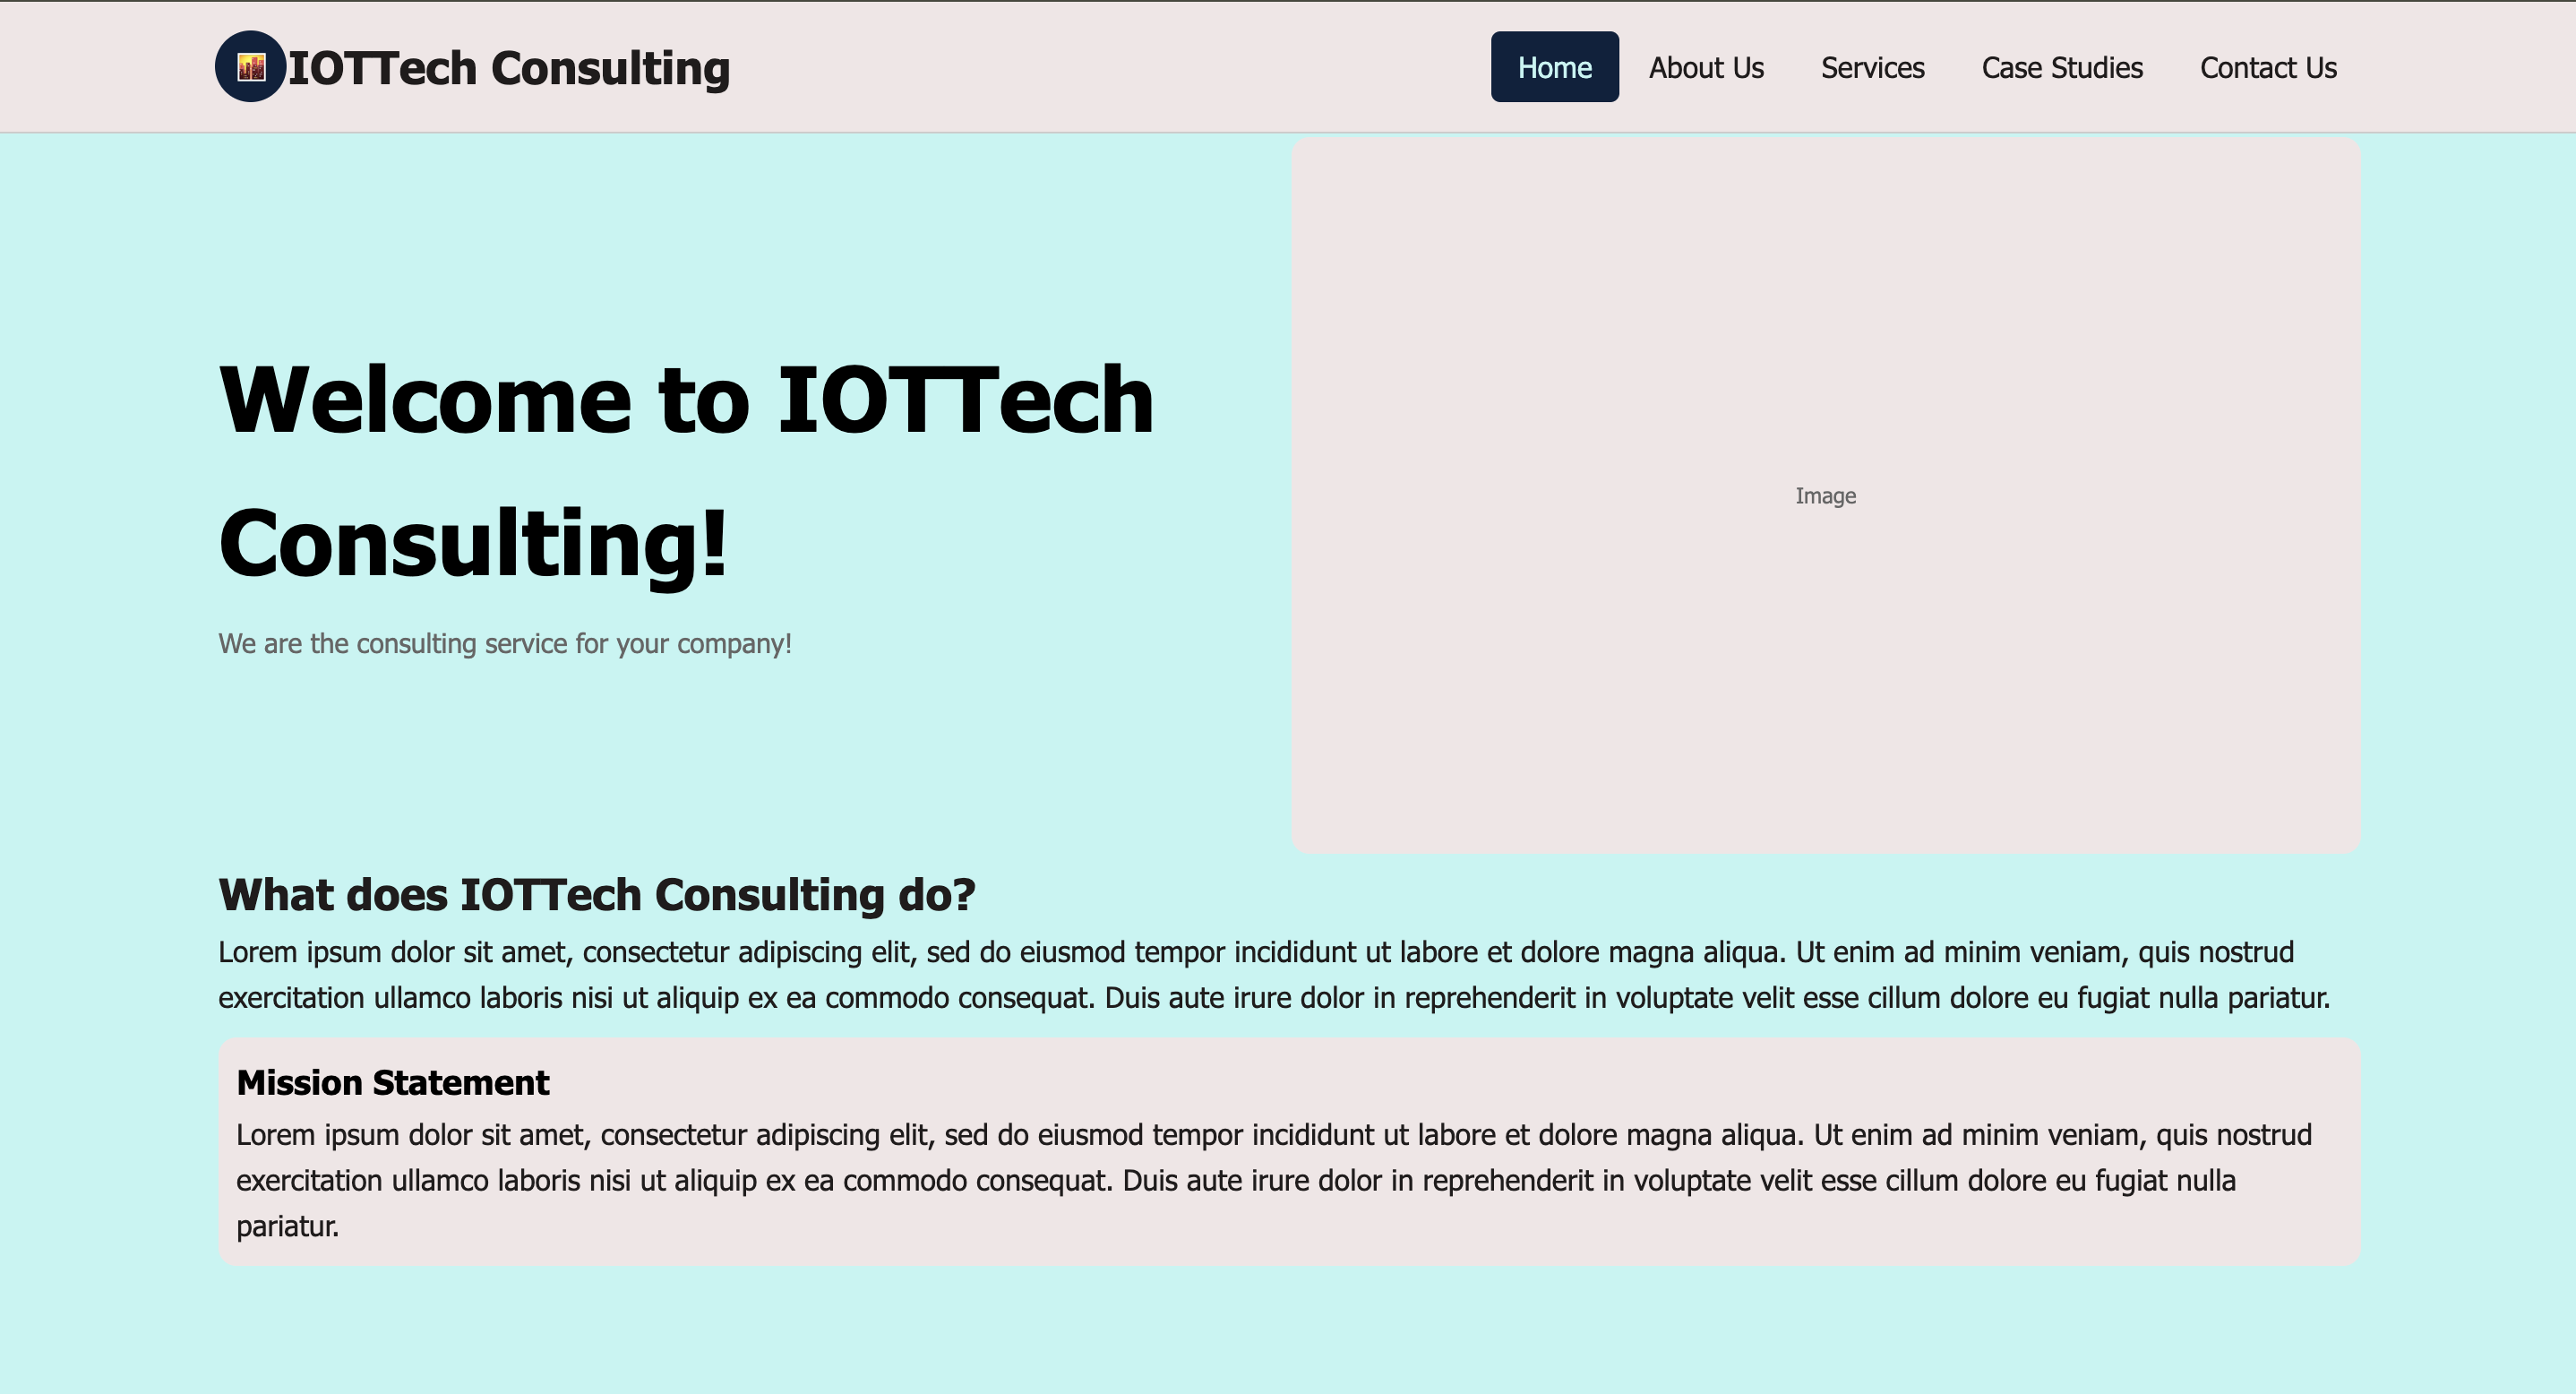 IOTTech Consulting
Home
About Us
Services
Case Studies
Contact Us
Welcome to IOTTech
Consulting!
We are the consulting service for your company!
Image
What does IOTTech Consulting do?
Lorem ipsum dolor sit amet, consectetur adipiscing elit, sed do eiusmod tempor incididunt ut labore et dolore magna aliqua. Ut enim ad minim veniam, quis nostrud
exercitation ullamco laboris nisi ut aliquip ex ea commodo consequat. Duis aute irure dolor in reprehenderit in voluptate velit esse cillum dolore eu fugiat nulla pariatur.
Mission Statement
Lorem ipsum dolor sit amet, consectetur adipiscing elit, sed do eiusmod tempor incididunt ut labore et dolore magna aliqua. Ut enim ad minim veniam, quis nostrud
exercitation ullamco laboris nisi ut aliquip ex ea commodo consequat. Duis aute irure dolor in reprehenderit in voluptate velit esse cillum dolore eu fugiat nulla
pariatur.